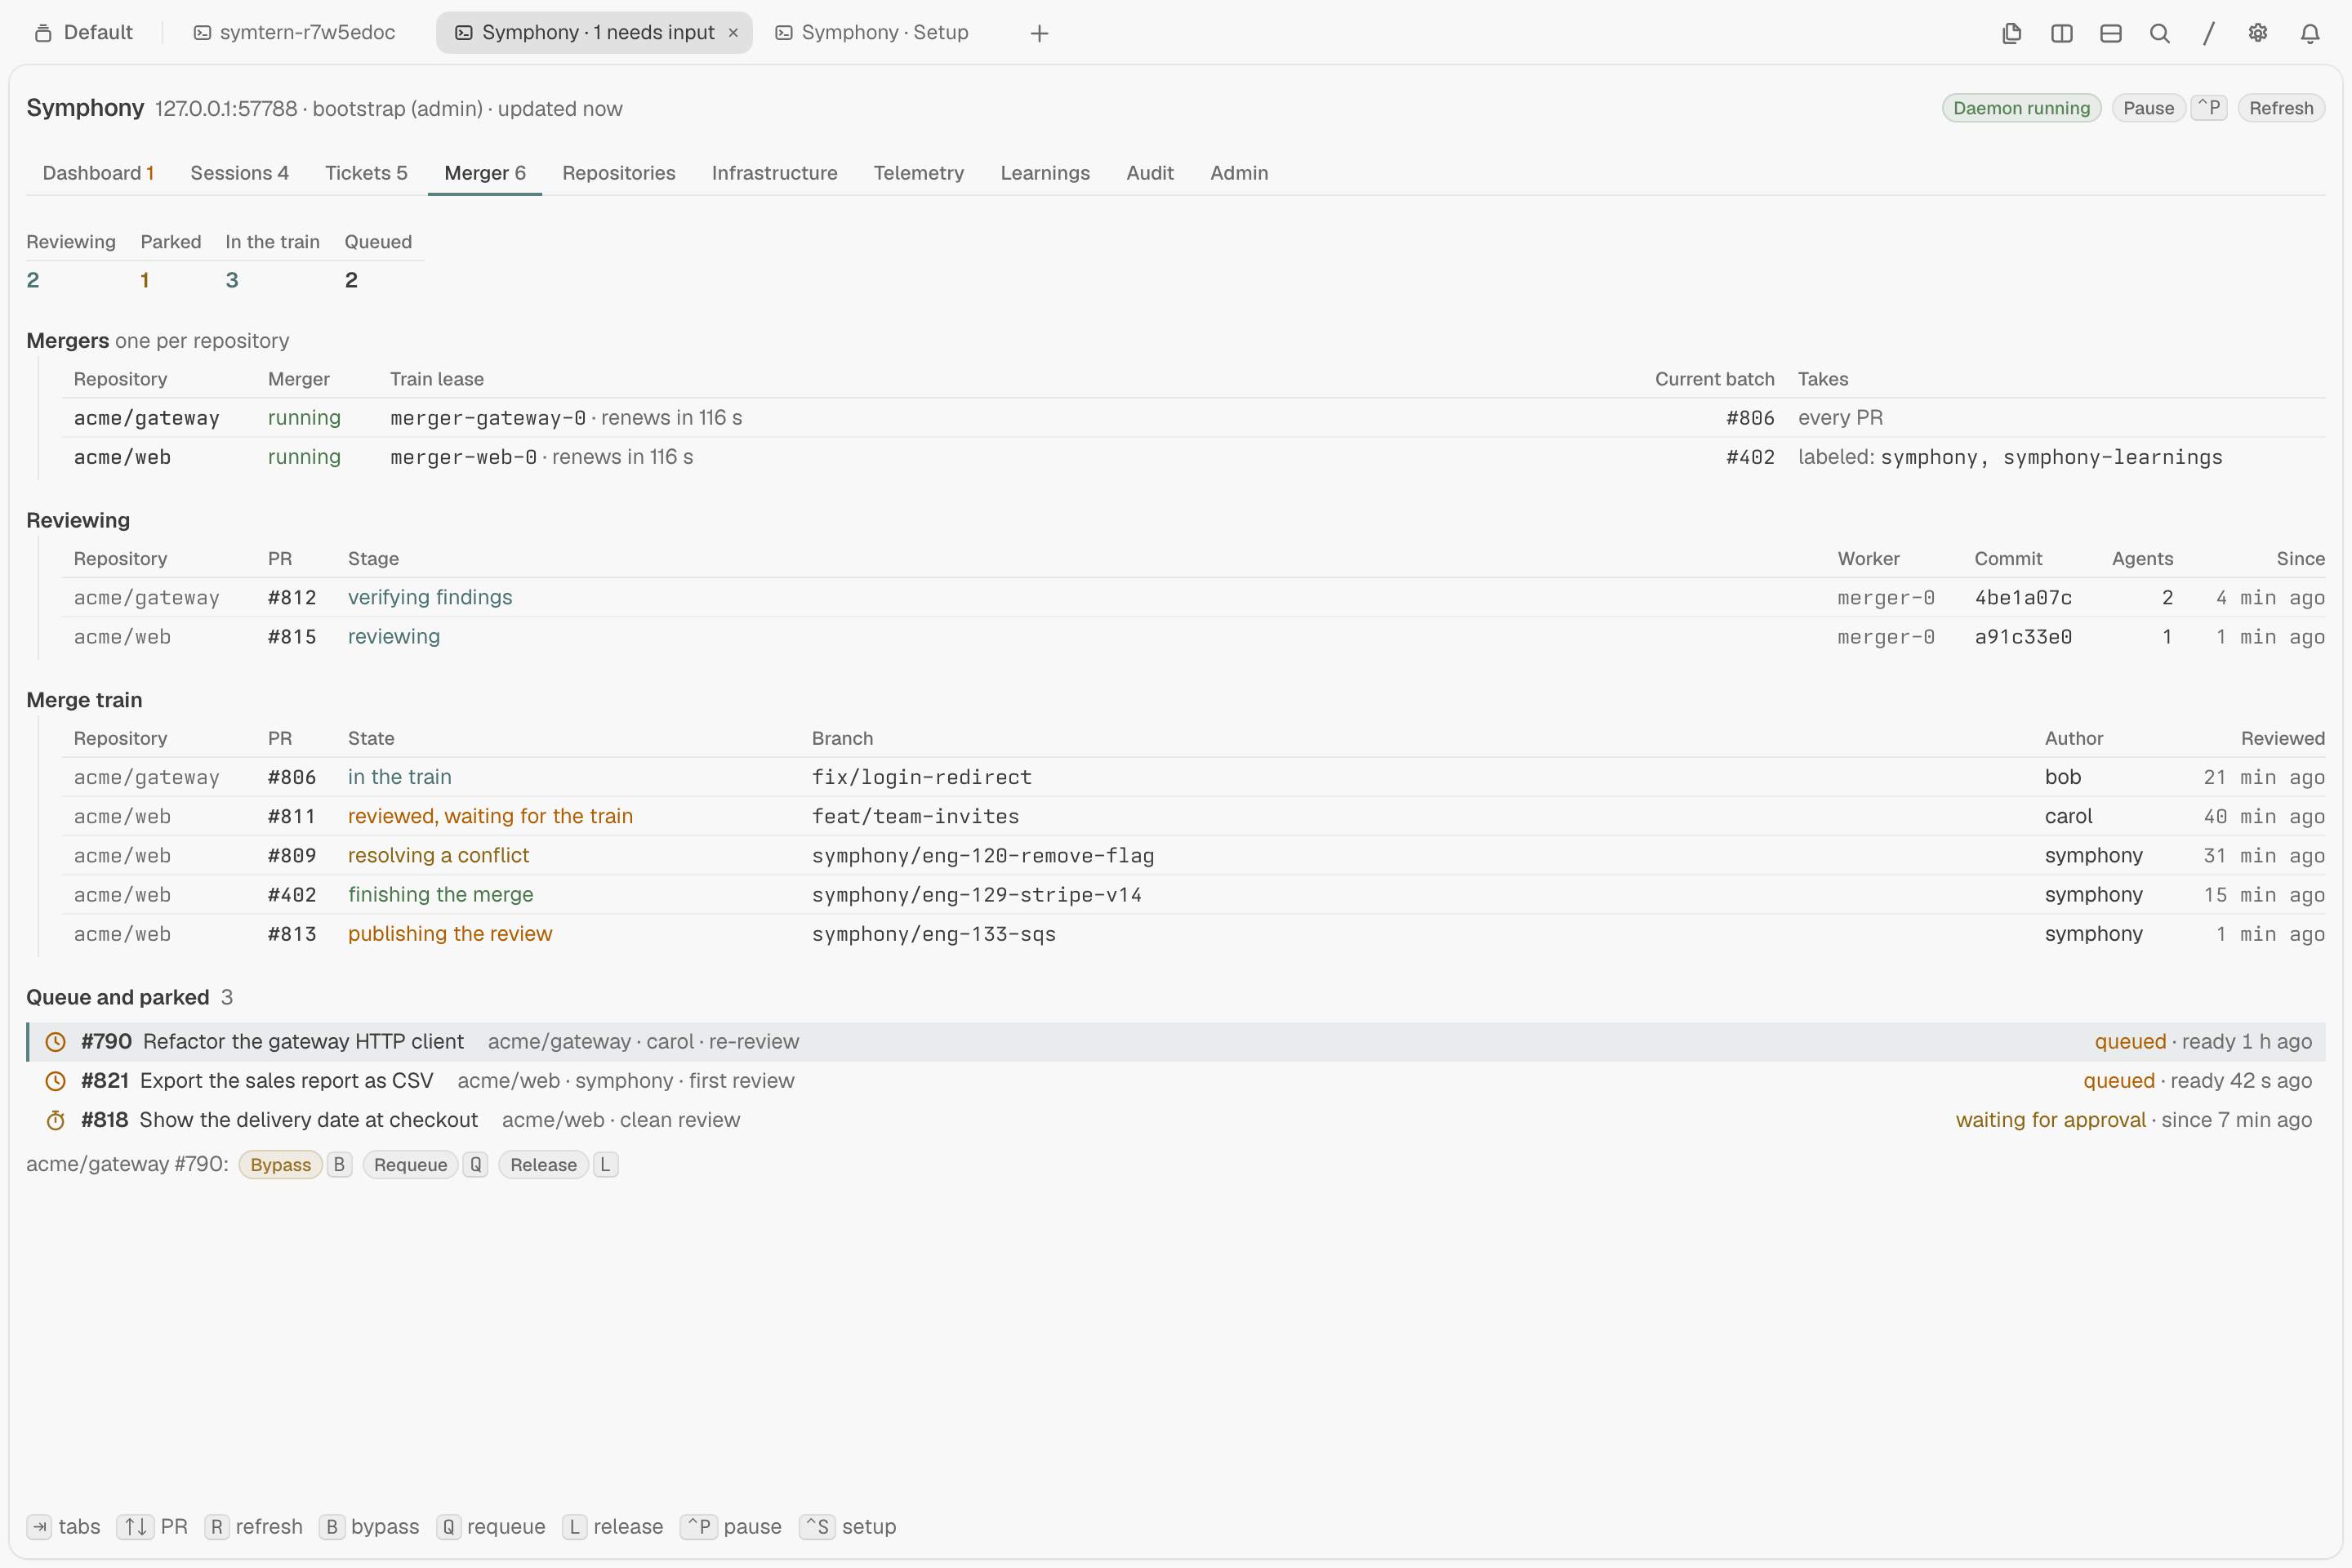 Default symtern-r7w5edoc Symphony · 1 needs input × Symphony · Setup +
Symphony 127.0.0.1:57788 · bootstrap (admin) · updated now Daemon running Pause ^P Refresh
Dashboard 1 Sessions 4 Tickets 5 Merger 6 Repositories Infrastructure Telemetry Learnings Audit Admin
Reviewing Parked In the train Queued
2 1 3 2
Mergers one per repository
Repository Merger Train lease Current batch Takes
acme/gateway running merger-gateway-0 · renews in 116 s #806 every PR
acme/web running merger-web-0 · renews in 116 s #402 labeled: symphony, symphony-learnings
Reviewing
Repository PR Stage Worker Commit Agents Since
acme/gateway #812 verifying findings merger-0 4be1a07c 2 4 min ago
acme/web #815 reviewing merger-0 a91c33e0 1 1 min ago
Merge train
Repository PR State Branch Author Reviewed
acme/gateway #806 in the train fix/login-redirect bob 21 min ago
acme/web #811 reviewed, waiting for the train feat/team-invites carol 40 min ago
acme/web #809 resolving a conflict symphony/eng-120-remove-flag symphony 31 min ago
acme/web #402 finishing the merge symphony/eng-129-stripe-v14 symphony 15 min ago
acme/web #813 publishing the review symphony/eng-133-sqs symphony 1 min ago
Queue and parked 3
#790 Refactor the gateway HTTP client acme/gateway · carol · re-review queued · ready 1 h ago
#821 Export the sales report as CSV acme/web · symphony · first review queued · ready 42 s ago
#818 Show the delivery date at checkout acme/web · clean review waiting for approval · since 7 min ago
acme/gateway #790: Bypass B Requeue Q Release L
⇥ tabs ↑↓ PR R refresh B bypass Q requeue L release ^P pause ^S setup